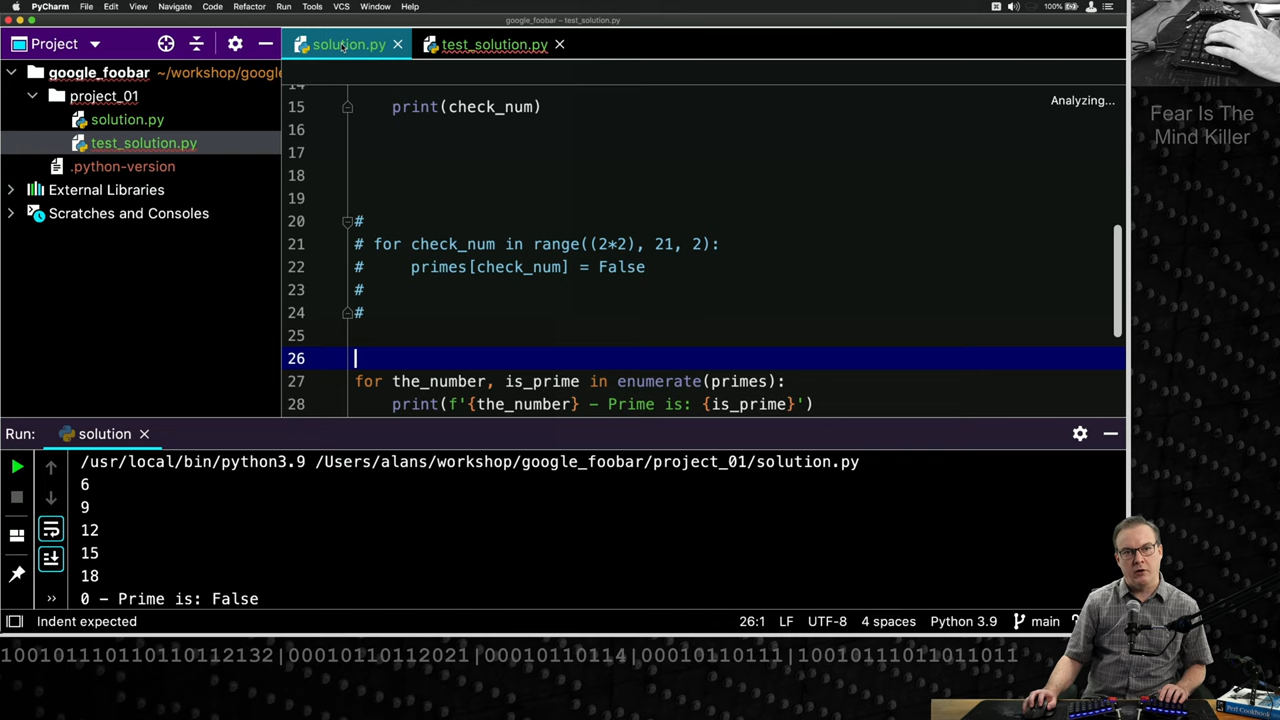 PyCharm File Edit View Navigate Code Refactor Run Tools VCS Window Help 100%
google_foobar – test_solution.py
Project solution.py test_solution.py
google_foobar ~/workshop/google
project_01
solution.py
test_solution.py
.python-version
External Libraries
Scratches and Consoles
Analyzing...
14
15 print(check_num)
16
17
18
19
20 #
21 # for check_num in range((2*2), 21, 2):
22 # primes[check_num] = False
23 #
24 #
25
26
27 for the_number, is_prime in enumerate(primes):
28 print(f'{the_number} – Prime is: {is_prime}')
Fear Is The
Mind Killer
Run: solution
/usr/local/bin/python3.9 /Users/alans/workshop/google_foobar/project_01/solution.py
6
9
12
15
18
0 - Prime is: False
Indent expected 26:1 LF UTF-8 4 spaces Python 3.9 main
Perl Cookbook